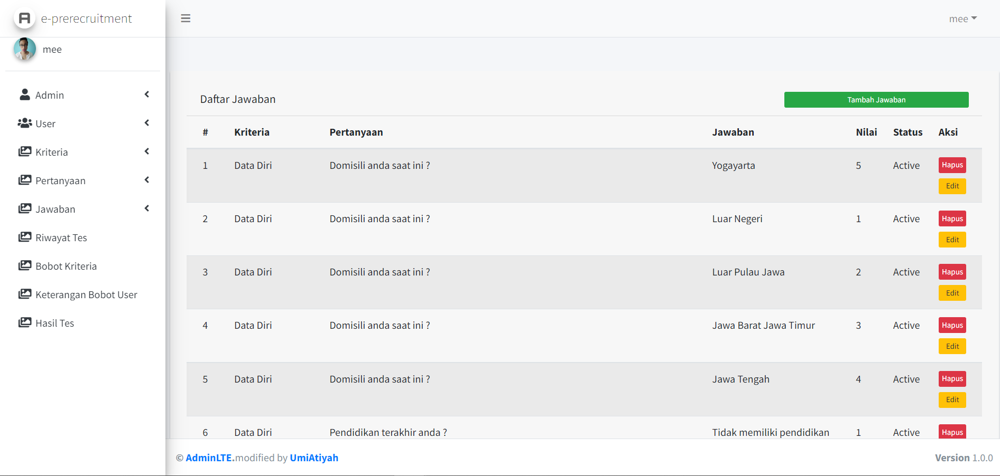 e-prerecruitment
mee
mee
Admin
User
Kriteria
Pertanyaan
Jawaban
Riwayat Tes
Bobot Kriteria
Keterangan Bobot User
Hasil Tes
Daftar Jawaban
Tambah Jawaban
# Kriteria Pertanyaan Jawaban Nilai Status Aksi
1 Data Diri Domisili anda saat ini ? Yogayarta 5 Active Hapus
Edit
2 Data Diri Domisili anda saat ini ? Luar Negeri 1 Active Hapus
Edit
3 Data Diri Domisili anda saat ini ? Luar Pulau Jawa 2 Active Hapus
Edit
4 Data Diri Domisili anda saat ini ? Jawa Barat Jawa Timur 3 Active Hapus
Edit
5 Data Diri Domisili anda saat ini ? Jawa Tengah 4 Active Hapus
Edit
6 Data Diri Pendidikan terakhir anda ? Tidak memiliki pendidikan 1 Active Hapus
© AdminLTE.modified by UmiAtiyah
Version 1.0.0